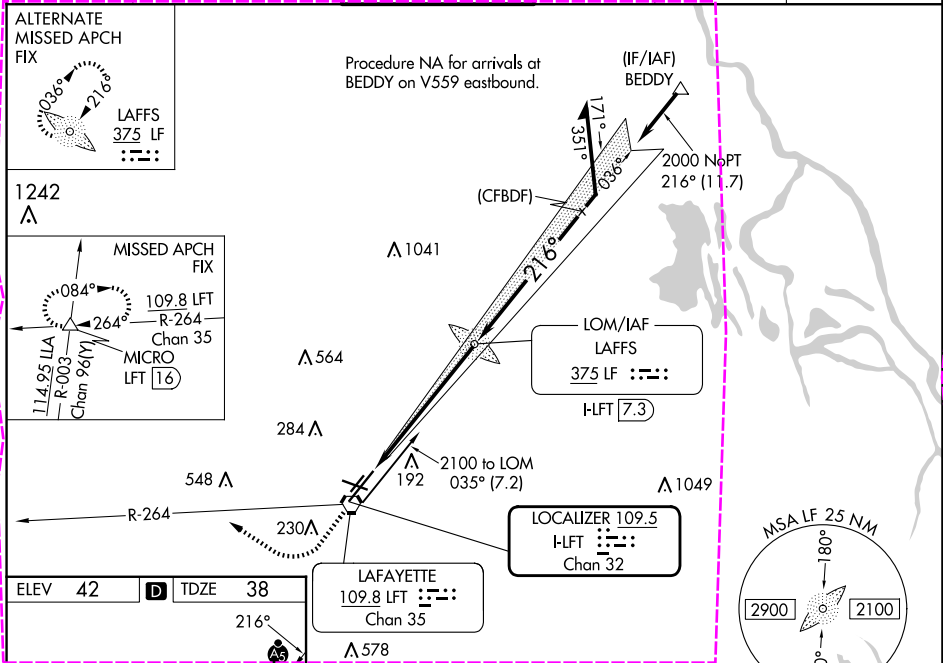 ALTERNATE
MISSED APCH
FIX
036°
216°
LAFFS
375 LF
Procedure NA for arrivals at
BEDDY on V559 eastbound.
(IF/IAF)
BEDDY
171°
351°
036°
2000 NoPT
216° (11.7)
(CFBDF)
216°
1242
1041
MISSED APCH
FIX
084°
264°
109.8 LFT
R-264
Chan 35
MICRO
LFT 16
114.95 LLA
R-003
Chan 96(Y)
564
LOM/IAF
LAFFS
375 LF
I-LFT 7.3
284
548
192
2100 to LOM
035° (7.2)
1049
R-264
230
LOCALIZER 109.5
I-LFT
Chan 32
LAFAYETTE
109.8 LFT
Chan 35
578
ELEV 42 D TDZE 38
216°
A5
MSA LF 25 NM
180°
2900
2100
0°